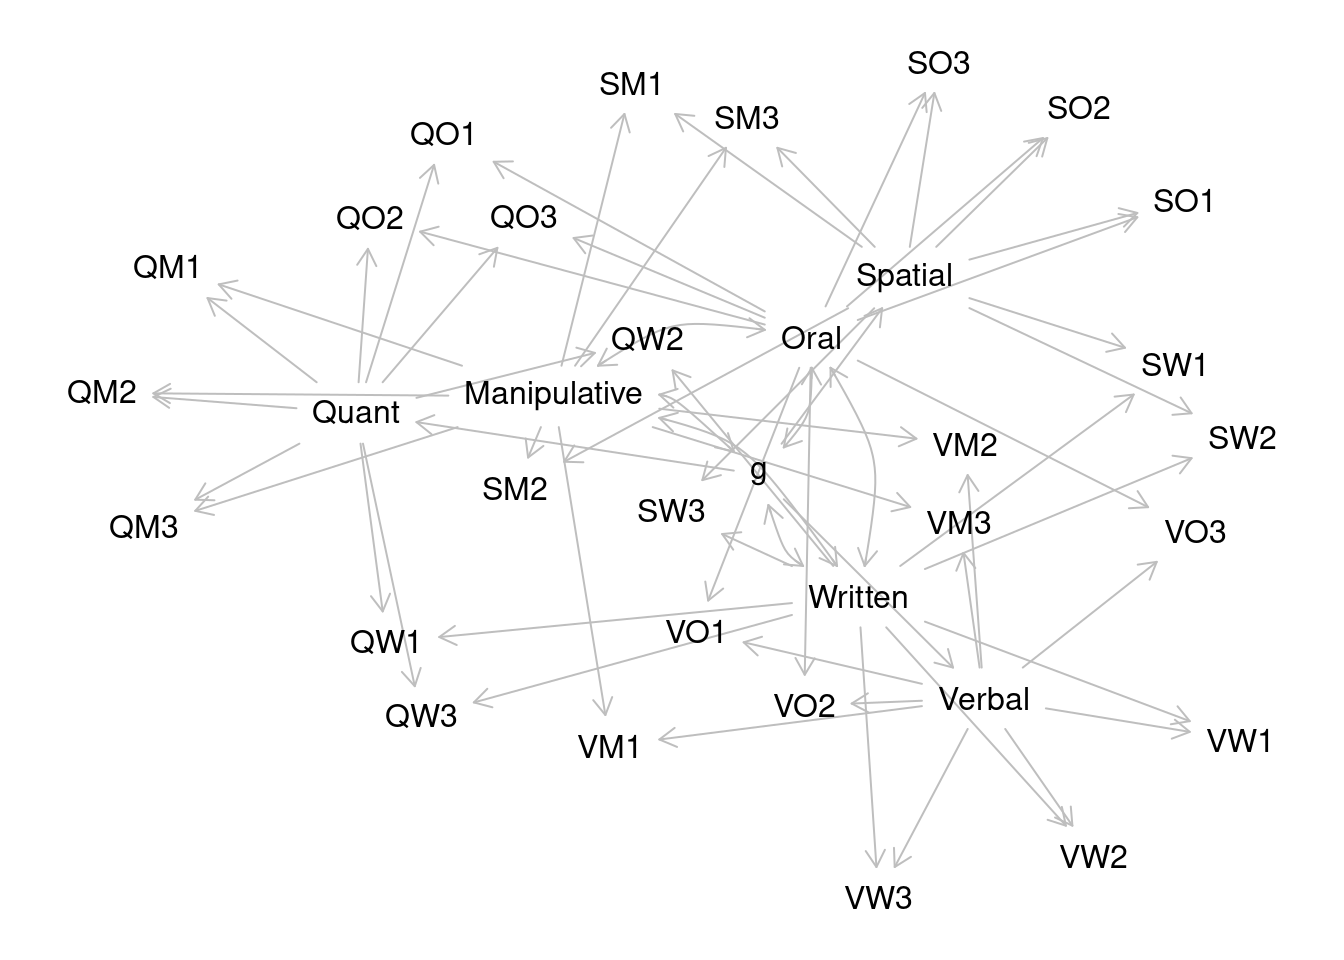 SO3
SM1
SO2
SM3
QO1
SO1
QO2
QO3
QM1
Spatial
Oral
QW2
SW1
QM2
Manipulative
Quant
SW2
VM2
g
SM2
SW3
VM3
QM3
VO3
Written
VO1
QW1
Verbal
VO2
QW3
VW1
VM1
VW2
VW3